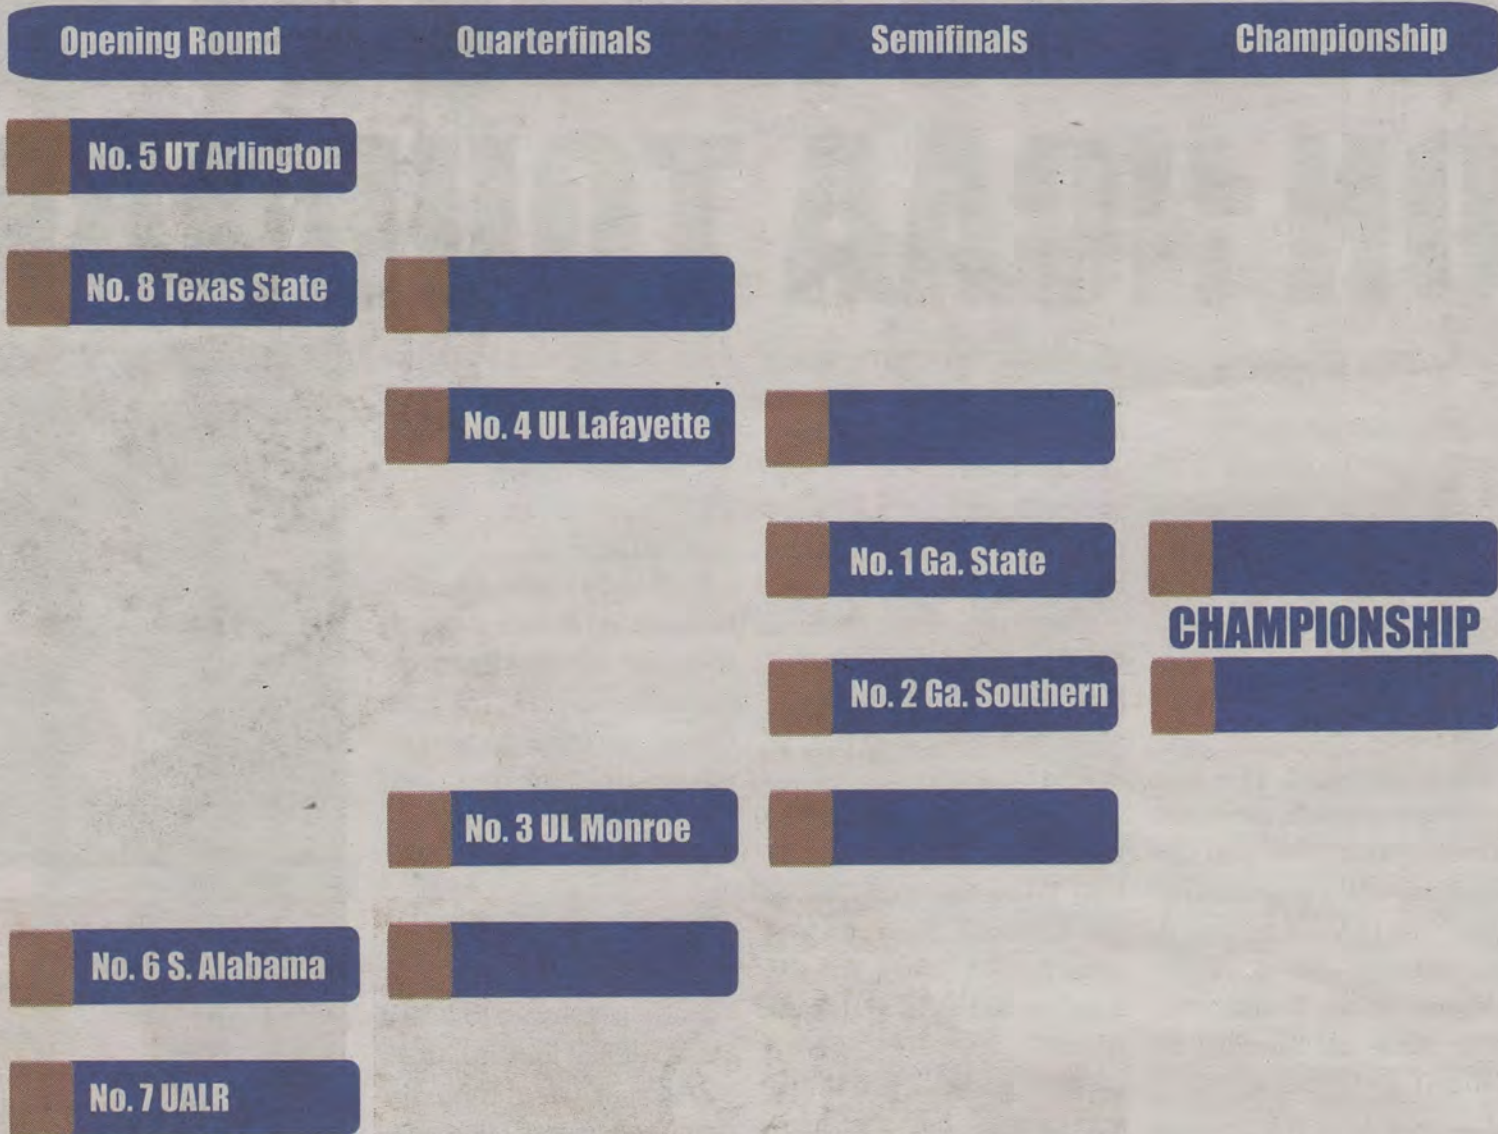 Opening Round Quarterfinals Semifinals Championship
No. 5 UT Arlington
No. 8 Texas State
No. 4 UL Lafayette
No. 1 Ga. State
CHAMPIONSHIP
No. 2 Ga. Southern
No. 3 UL Monroe
No. 6 S. Alabama
No. 7 UALR